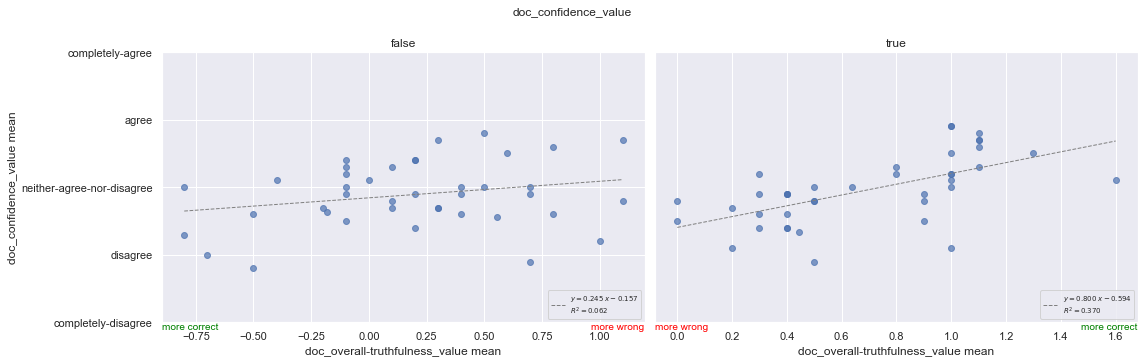 doc_confidence_value
false
true
doc_confidence_value mean
completely-agree
agree
neither-agree-nor-disagree
disagree
completely-disagree
y = 0.245 x − 0.157
R² = 0.062
y = 0.800 x − 0.594
R² = 0.370
more correct
more wrong
more wrong
more correct
−0.75 −0.50 −0.25 0.00 0.25 0.50 0.75 1.00
0.0 0.2 0.4 0.6 0.8 1.0 1.2 1.4 1.6
doc_overall-truthfulness_value mean
doc_overall-truthfulness_value mean